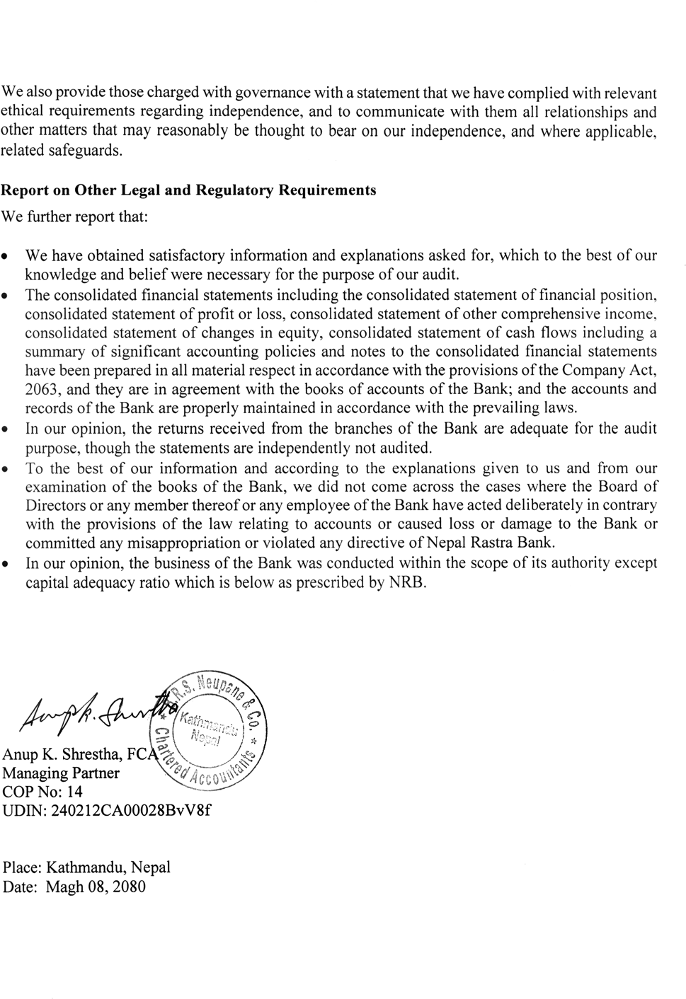 We also provide those charged with governance with a statement that we have complied with relevant
ethical requirements regarding independence, and to communicate with them all relationships and
other matters that may reasonably be thought to bear on our independence, and where applicable,
related safeguards.
Report on Other Legal and Regulatory Requirements
We further report that:
• We have obtained satisfactory information and explanations asked for, which to the best of our
knowledge and belief were necessary for the purpose of our audit.
• The consolidated financial statements including the consolidated statement of financial position,
consolidated statement of profit or loss, consolidated statement of other comprehensive income,
consolidated statement of changes in equity, consolidated statement of cash flows including a
summary of significant accounting policies and notes to the consolidated financial statements
have been prepared in all material respect in accordance with the provisions of the Company Act,
2063, and they are in agreement with the books of accounts of the Bank; and the accounts and
records of the Bank are properly maintained in accordance with the prevailing laws.
• In our opinion, the returns received from the branches of the Bank are adequate for the audit
purpose, though the statements are independently not audited.
• To the best of our information and according to the explanations given to us and from our
examination of the books of the Bank, we did not come across the cases where the Board of
Directors or any member thereof or any employee of the Bank have acted deliberately in contrary
with the provisions of the law relating to accounts or caused loss or damage to the Bank or
committed any misappropriation or violated any directive of Nepal Rastra Bank.
• In our opinion, the business of the Bank was conducted within the scope of its authority except
capital adequacy ratio which is below as prescribed by NRB.
Anup K. Shrestha
.R.S. Neupane & Co.
Kathmandu
Nepal
* Chartered Accountants *
Anup K. Shrestha, FCA
Managing Partner
COP No: 14
UDIN: 240212CA00028BvV8f
Place: Kathmandu, Nepal
Date: Magh 08, 2080